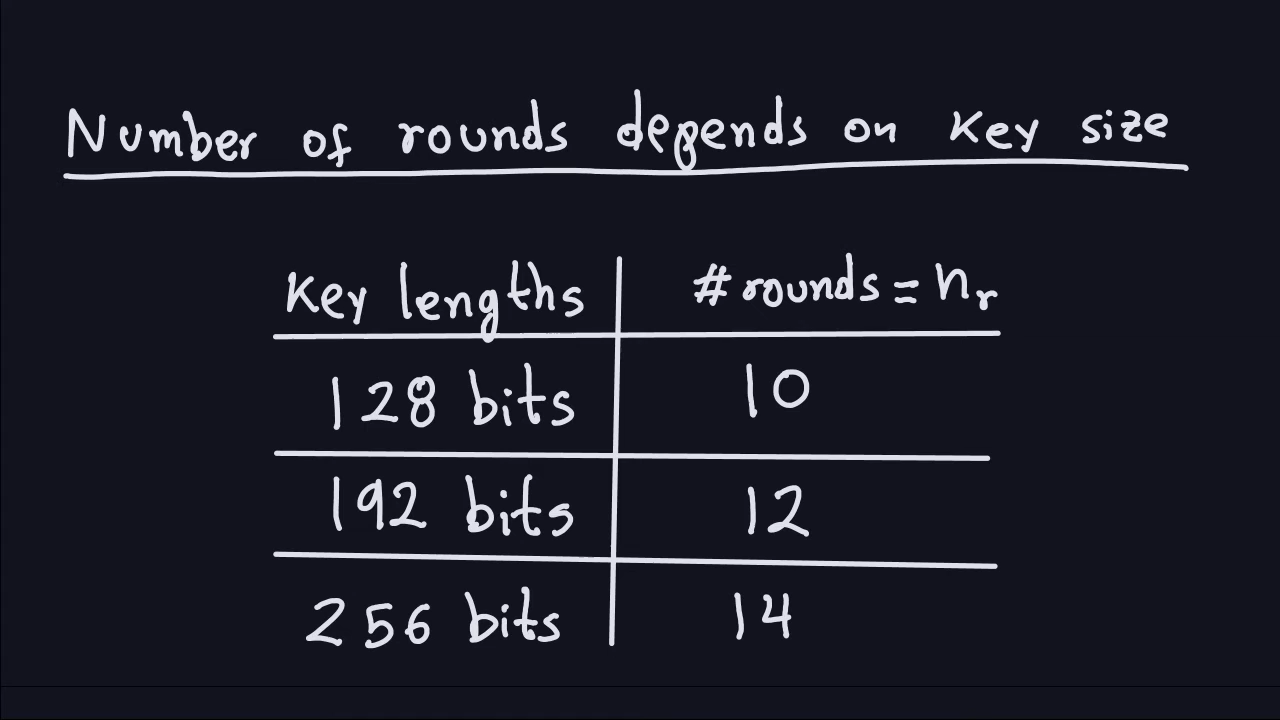 Number of rounds depends on key size
Key lengths # rounds = nr
128 bits 10
192 bits 12
256 bits 14